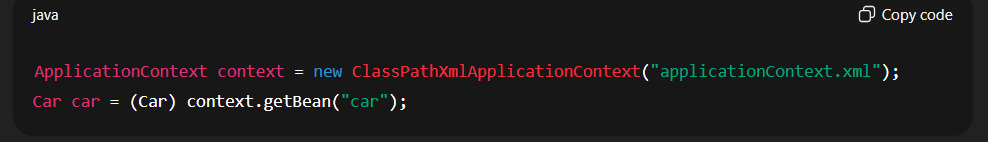 java
Copy code
ApplicationContext context = new ClassPathXmlApplicationContext("applicationContext.xml");
Car car = (Car) context.getBean("car");